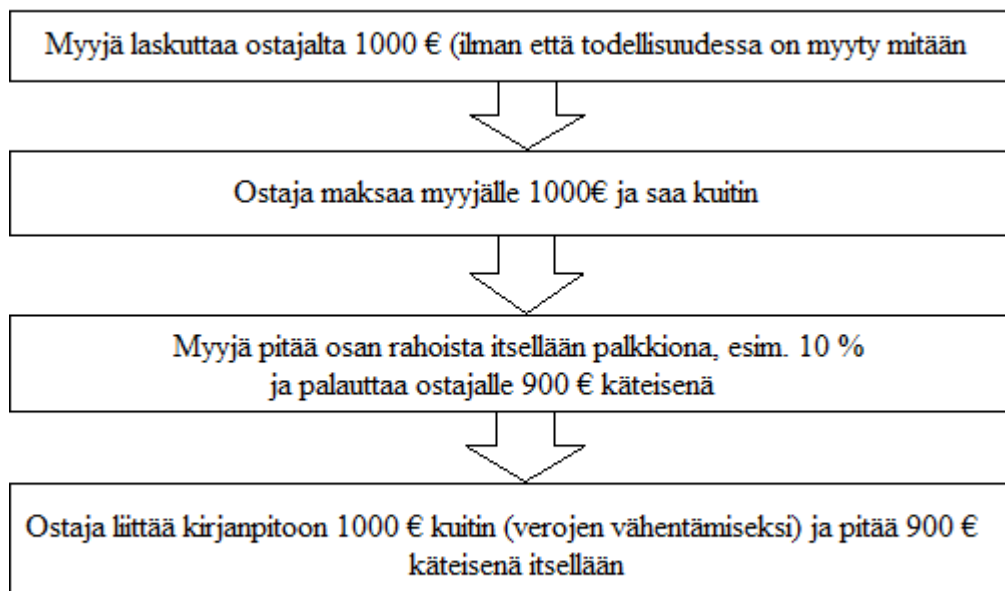 Myyjä laskuttaa ostajalta 1000 € (ilman että todellisuudessa on myyty mitään
Ostaja maksaa myyjälle 1000€ ja saa kuitin
Myyjä pitää osan rahoista itsellään palkkiona, esim. 10 %
ja palauttaa ostajalle 900 € käteisenä
Ostaja liittää kirjanpitoon 1000 € kuitin (verojen vähentämiseksi) ja pitää 900 €
käteisenä itsellään